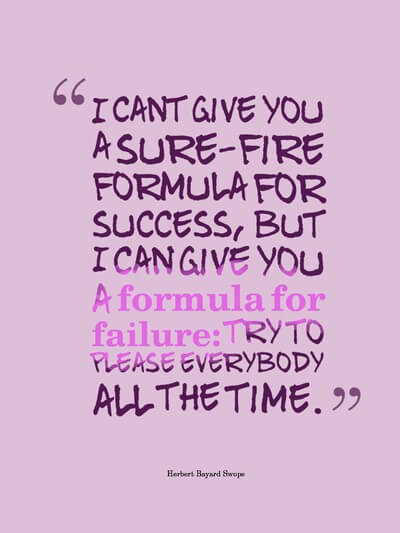 “I CANT GIVE YOU
A SURE-FIRE
FORMULA FOR
SUCCESS, BUT
I CAN GIVE YOU
A formula for
failure: TRY TO
PLEASE EVERYBODY
ALL THE TIME.”
Herbert Bayard Swope